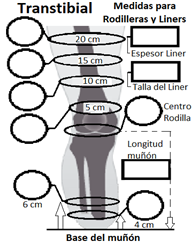 Transtibial
Medidas para
Rodilleras y Liners
20 cm
Espesor Liner
15 cm
10 cm
Talla del Liner
5 cm
Centro
Rodilla
Longitud
muñón
6 cm
4 cm
Base del muñón